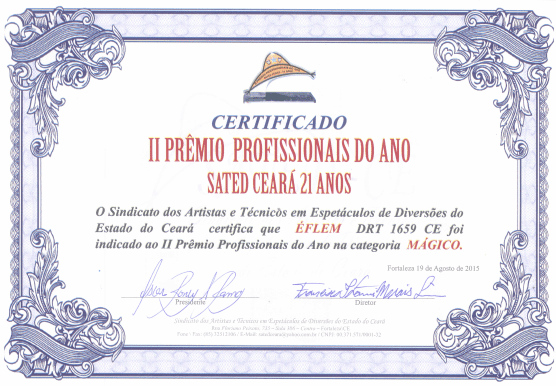 CERTIFICADO
II PRÊMIO PROFISSIONAIS DO ANO
SATED CEARÁ 21 ANOS
O Sindicato dos Artistas e Técnicos em Espetáculos de Diversões do
Estado do Ceará certifica que ÉFLEM DRT 1659 CE foi
indicado ao II Prêmio Profissionais do Ano na categoria MÁGICO.
Fortaleza 19 de Agosto de 2015
Presidente
Diretor
Sindicato dos Artistas e Técnicos em Espetáculos de Diversões do Estado do Ceará